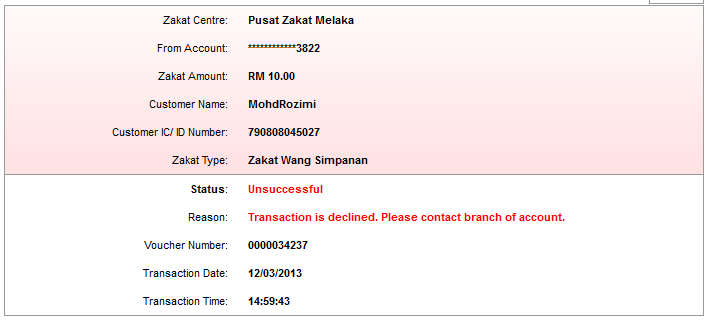 Zakat Centre: Pusat Zakat Melaka
From Account: ************3822
Zakat Amount: RM 10.00
Customer Name: MohdRozimi
Customer IC/ ID Number: 790808045027
Zakat Type: Zakat Wang Simpanan
Status: Unsuccessful
Reason: Transaction is declined. Please contact branch of account.
Voucher Number: 0000034237
Transaction Date: 12/03/2013
Transaction Time: 14:59:43